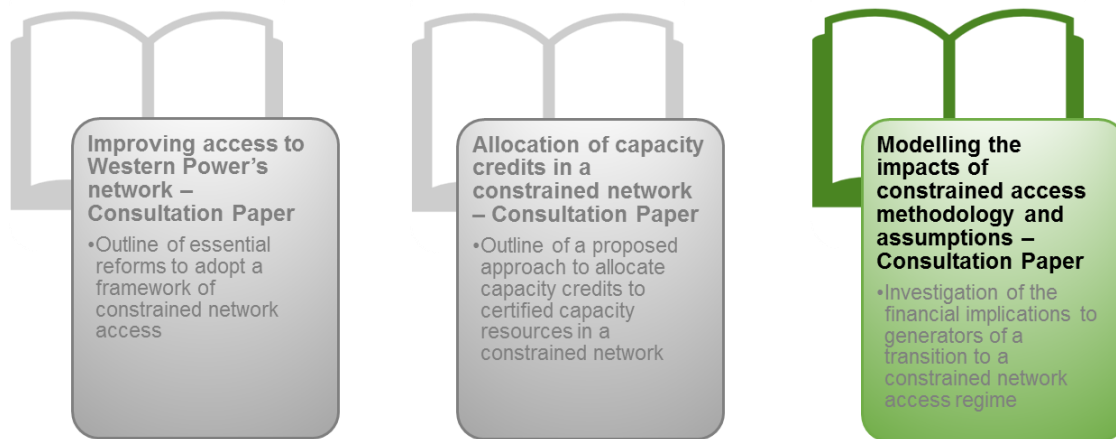 Improving access to
Western Power's
network –
Consultation Paper
•Outline of essential
reforms to adopt a
framework of
constrained network
access
Allocation of capacity
credits in a
constrained network
– Consultation Paper
•Outline of a proposed
approach to allocate
capacity credits to
certified capacity
resources in a
constrained network
Modelling the
impacts of
constrained access
methodology and
assumptions –
Consultation Paper
•Investigation of the
financial implications to
generators of a
transition to a
constrained network
access regime